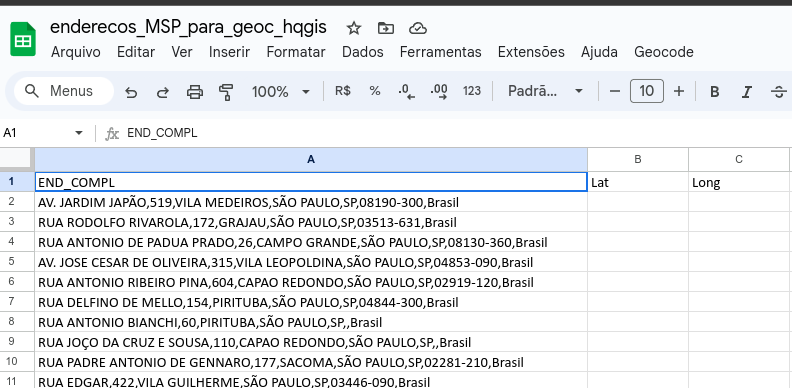 enderecos_MSP_para_geoc_hqgis
Arquivo Editar Ver Inserir Formatar Dados Ferramentas Extensões Ajuda Geocode
Menus 100% R$ % .0 .00 123 Padrã... 10 B I S
A1 fx END_COMPL
A B C
1 END_COMPL Lat Long
2 AV. JARDIM JAPÃO,519,VILA MEDEIROS,SÃO PAULO,SP,08190-300,Brasil
3 RUA RODOLFO RIVAROLA,172,GRAJAU,SÃO PAULO,SP,03513-631,Brasil
4 RUA ANTONIO DE PADUA PRADO,26,CAMPO GRANDE,SÃO PAULO,SP,08130-360,Brasil
5 AV. JOSE CESAR DE OLIVEIRA,315,VILA LEOPOLDINA,SÃO PAULO,SP,04853-090,Brasil
6 RUA ANTONIO RIBEIRO PINA,604,CAPAO REDONDO,SÃO PAULO,SP,02919-120,Brasil
7 RUA DELFINO DE MELLO,154,PIRITUBA,SÃO PAULO,SP,04844-300,Brasil
8 RUA ANTONIO BIANCHI,60,PIRITUBA,SÃO PAULO,SP,,Brasil
9 RUA JOÇO DA CRUZ E SOUSA,110,CAPAO REDONDO,SÃO PAULO,SP,,Brasil
10 RUA PADRE ANTONIO DE GENNARO,177,SACOMA,SÃO PAULO,SP,02281-210,Brasil
11 RUA EDGAR,422,VILA GUILHERME,SÃO PAULO,SP,03446-090,Brasil